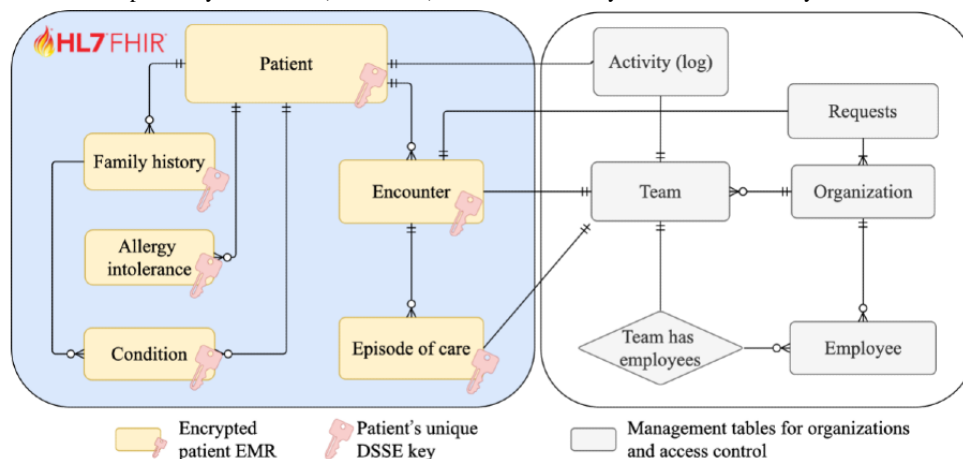 HL7 FHIR
Patient
Activity (log)
Requests
Family history
Encounter
Team
Organization
Allergy
intolerance
Condition
Episode of care
Team has
employees
Employee
Encrypted
patient EMR
Patient's unique
DSSE key
Management tables for organizations
and access control